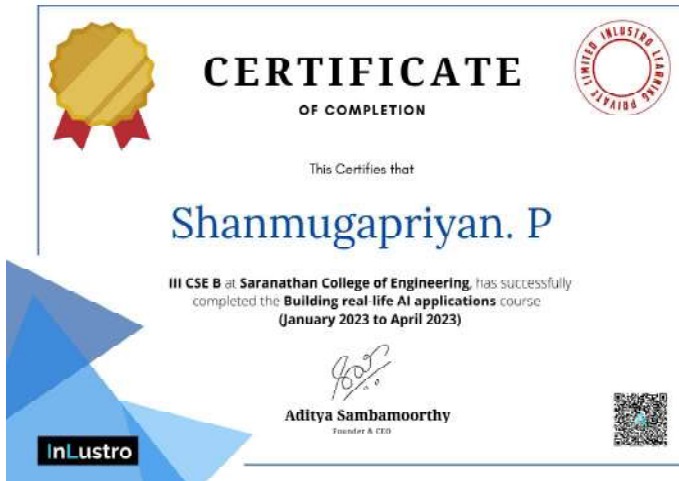 CERTIFICATE
OF COMPLETION
INLUSTRO LEARNING PRIVATE LIMITED
This Certifies that
Shanmugapriyan. P
III CSE B at Saranathan College of Engineering, has successfully
completed the Building real-life AI applications course
(January 2023 to April 2023)
Aditya Sambamoorthy
Founder & CEO
InLustro